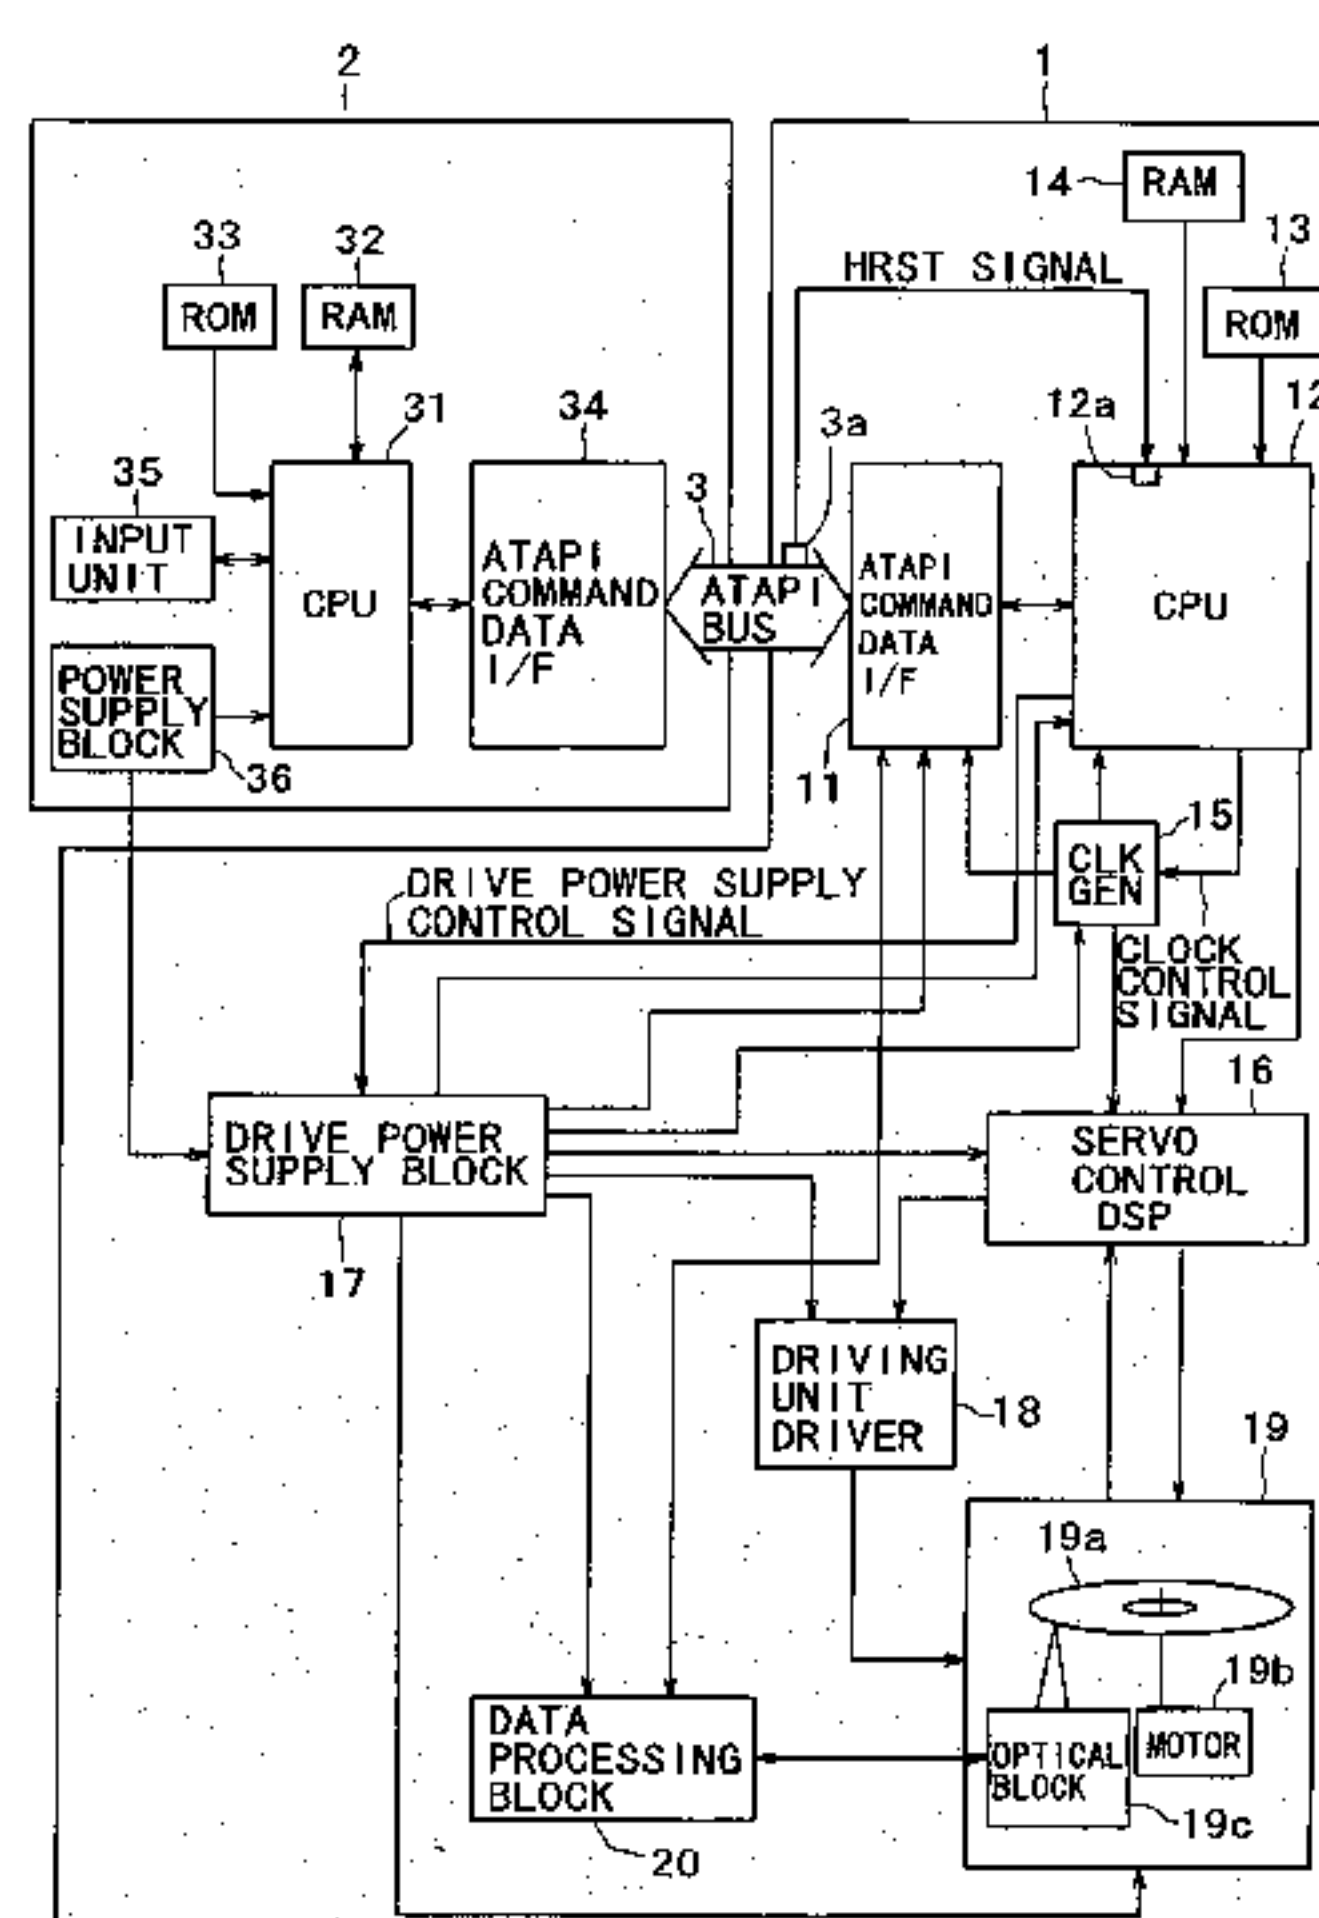 2
1
14
RAM
33
32
13
HRST SIGNAL
ROM
RAM
ROM
31
34
12a
12
3a
35
3
INPUT
UNIT
CPU
ATAPI
COMMAND
DATA
I/F
ATAPI
BUS
ATAPI
COMMAND
DATA
I/F
CPU
POWER
SUPPLY
BLOCK
36
11
15
CLK
GEN
DRIVE POWER SUPPLY
CONTROL SIGNAL
CLOCK
CONTROL
SIGNAL
16
DRIVE POWER
SUPPLY BLOCK
SERVO
CONTROL
DSP
17
DRIVING
UNIT
DRIVER
18
19
19a
19b
DATA
PROCESSING
BLOCK
OPTICAL
BLOCK
MOTOR
19c
20